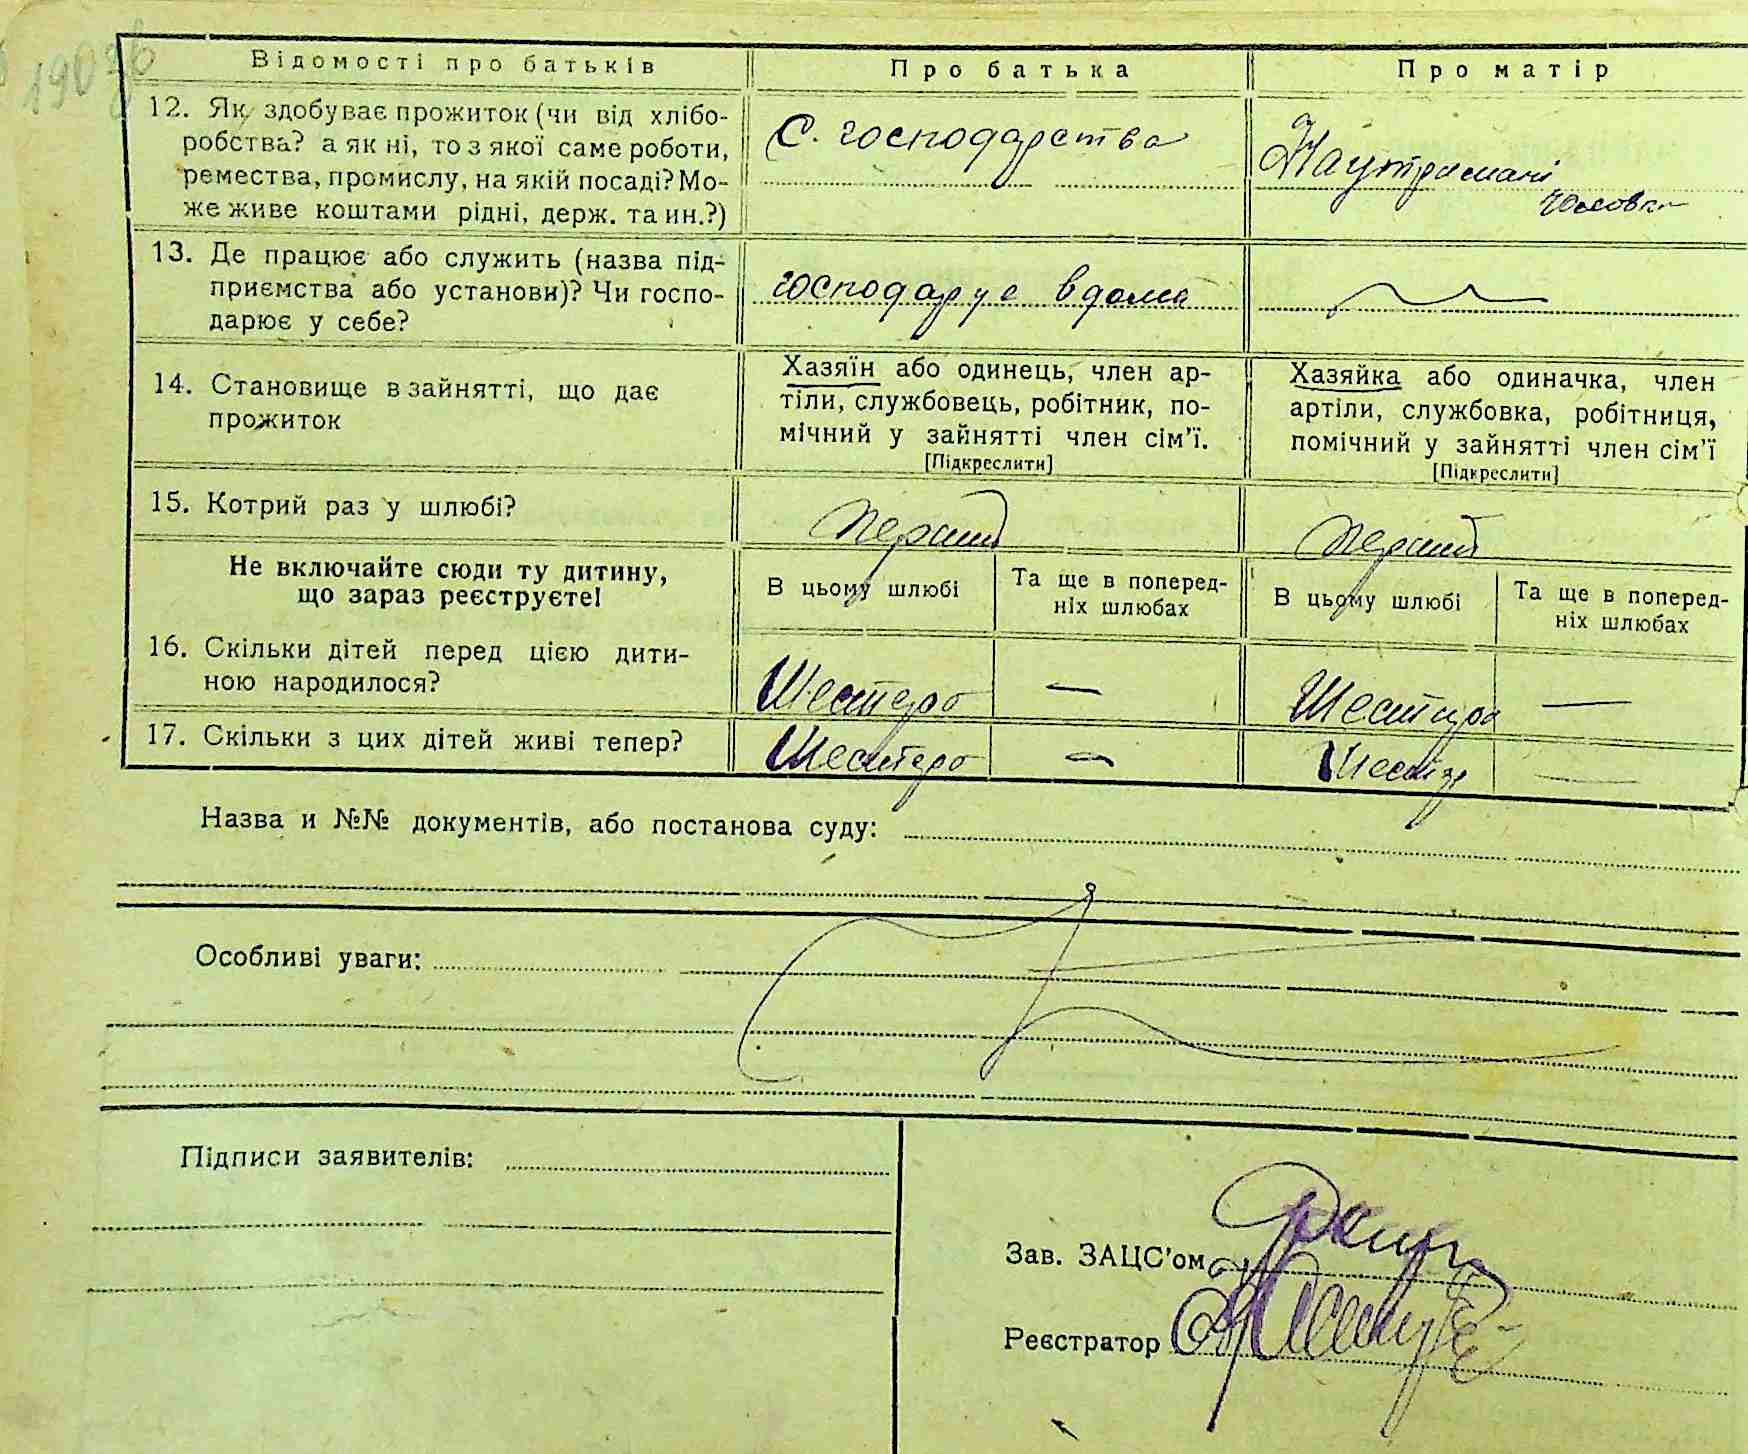 190
Відомості про батьків
Про батька
Про матір
12. Як здобуває прожиток (чи від хлібо-
робства? а як ні, то з якої саме роботи,
ремества, промислу, на якій посаді? Мо-
же живе коштами рідні, держ. та ин.?)
С. господарства
На утримані
чоловка
13. Де працює або служить (назва під-
приємства або установи)? Чи госпо-
дарює у себе?
господарує вдома
14. Становище в зайнятті, що дає
прожиток
Хазяїн або одинець, член ар-
тіли, службовець, робітник, по-
мічний у зайнятті член сім'ї.
[Підкреслити]
Хазяйка або одиначка, член
артіли, службовка, робітниця,
помічний у зайнятті член сім'ї
[Підкреслити]
15. Котрий раз у шлюбі?
перший
перший
Не включайте сюди ту дитину,
що зараз реєструєте!
В цьому шлюбі
Та ще в поперед-
ніх шлюбах
В цьому шлюбі
Та ще в поперед-
ніх шлюбах
16. Скільки дітей перед цією дити-
ною народилося?
Шестеро
—
Шестеро
—
17. Скільки з цих дітей живі тепер?
Шестеро
—
—
Назва и №№ документів, або постанова суду:
Особливі уваги:
Підписи заявителів:
Зав. ЗАЦС'ом
Реєстратор